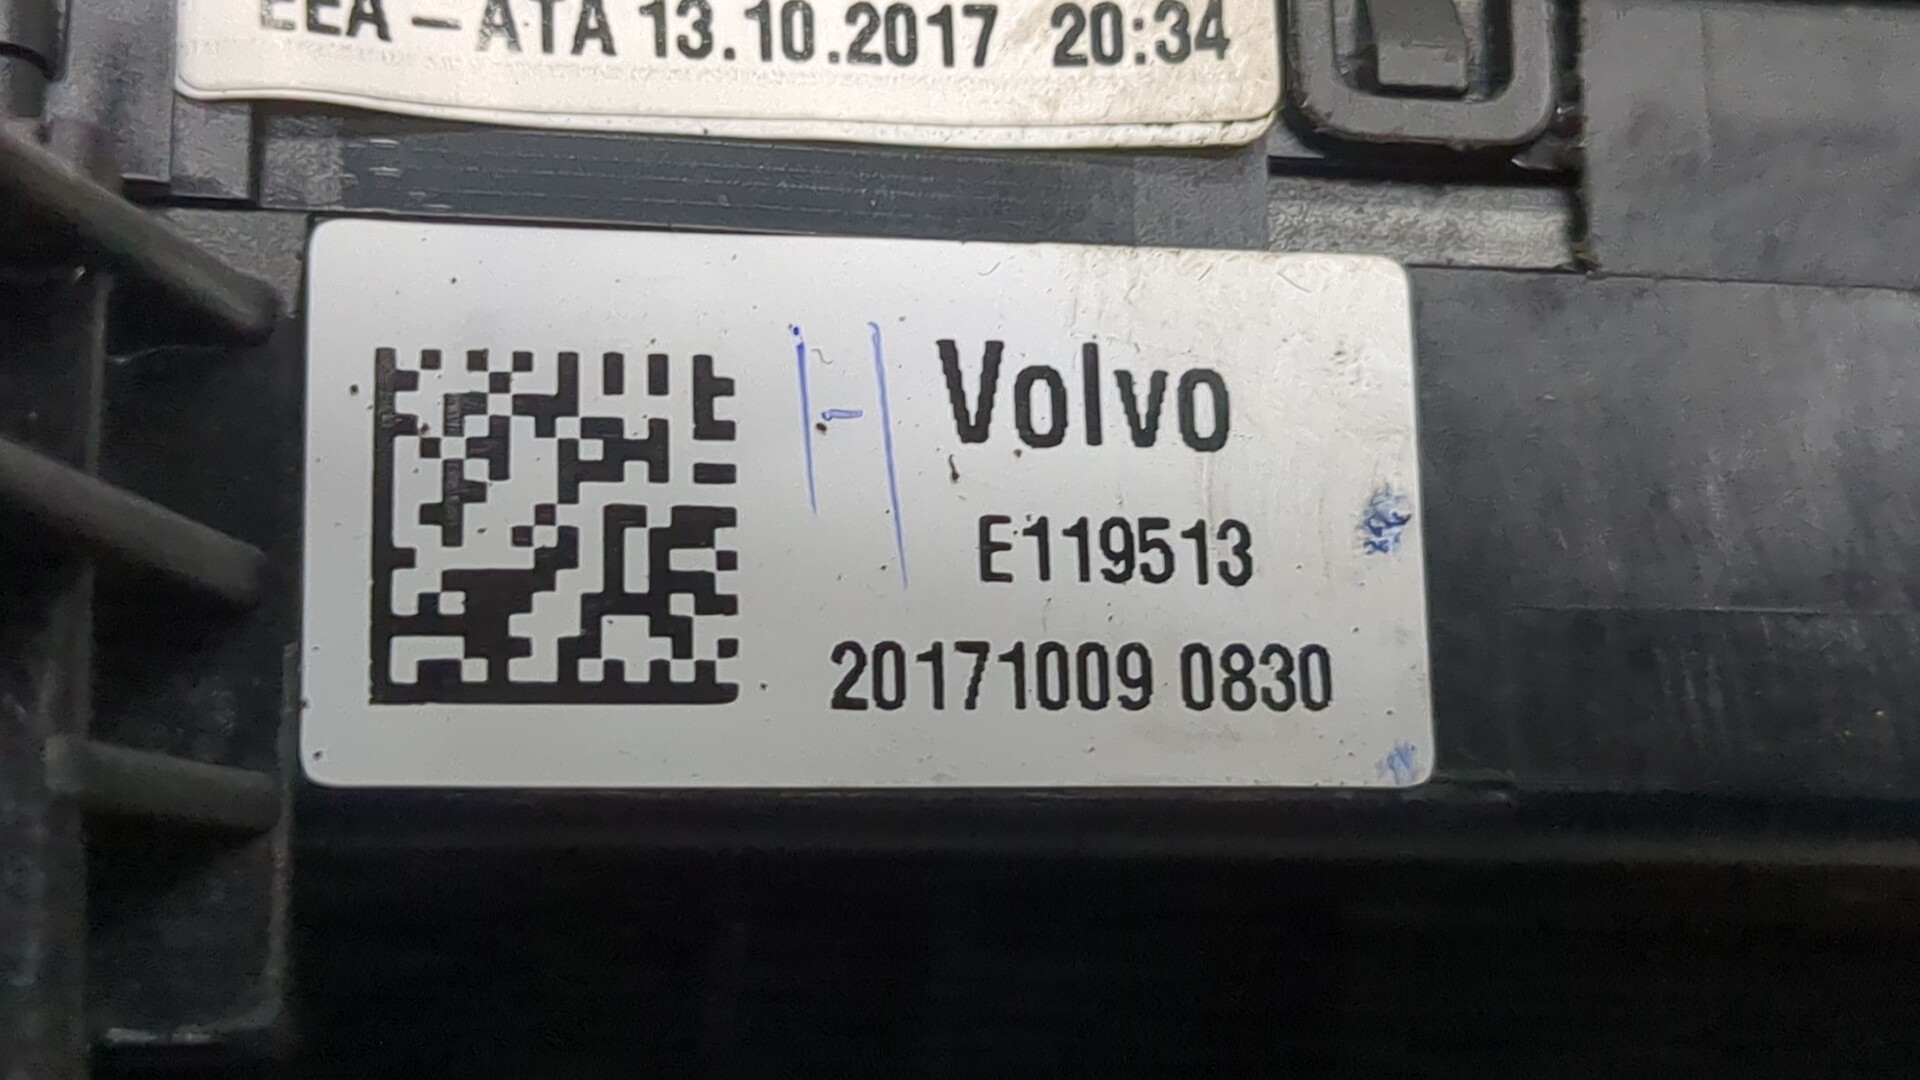 EEA - ATA 13.10.2017 20:34
H Volvo
E119513
20171009 0830